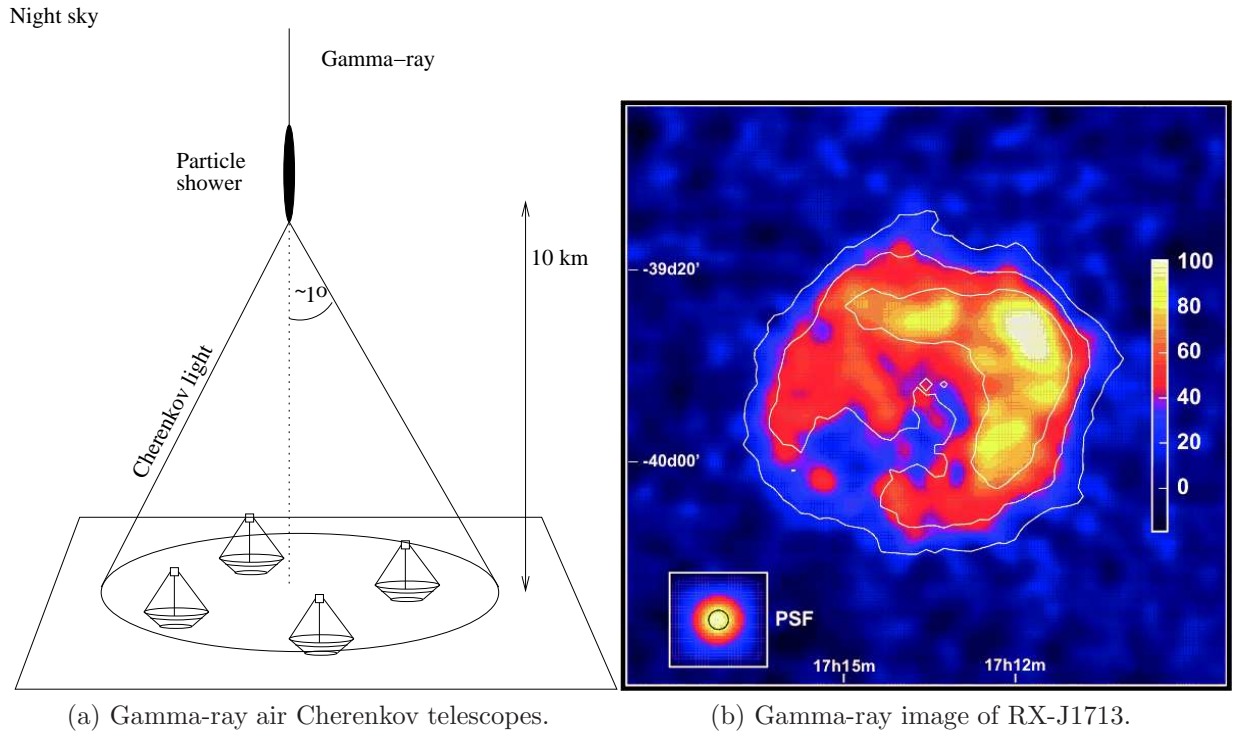 Night sky
Gamma−ray
Particle
shower
10 km
~1o
Cherenkov light
(a) Gamma-ray air Cherenkov telescopes.
-39d20'
-40d00'
100
80
60
40
20
0
PSF
17h15m
17h12m
(b) Gamma-ray image of RX-J1713.